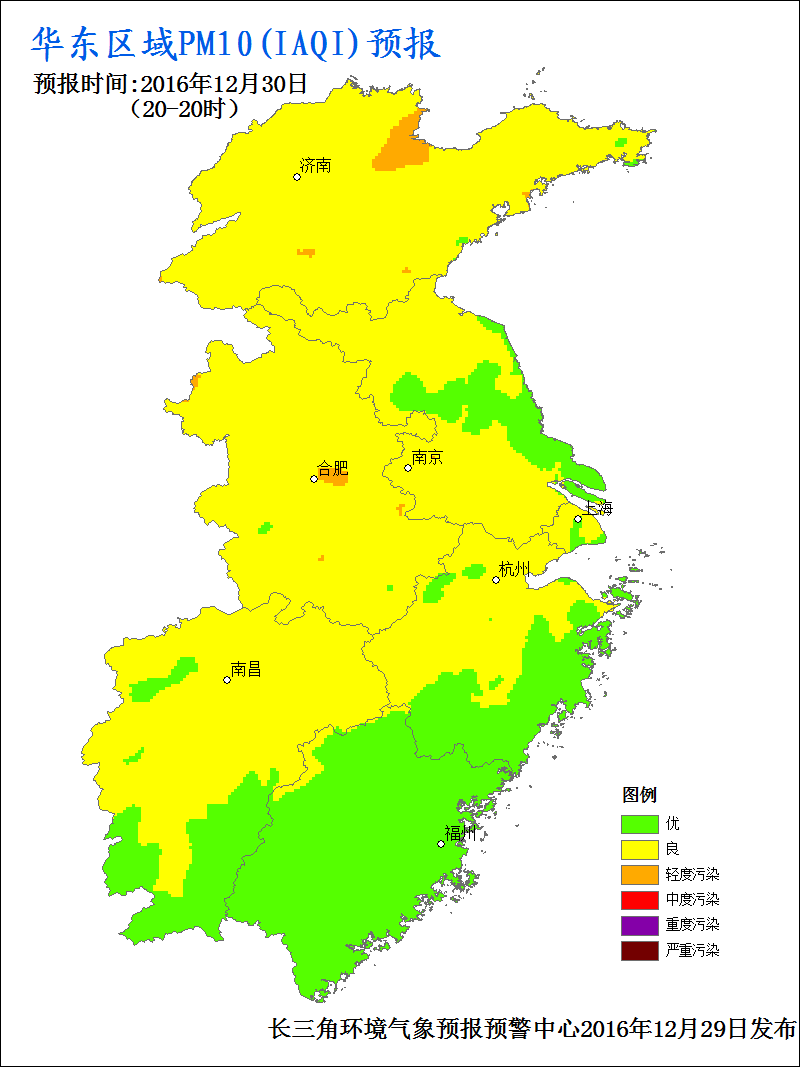 华东区域PM10(IAQI)预报
预报时间:2016年12月30日
（20-20时）
济南
南京
合肥
上海
杭州
南昌
福州
图例
优
良
轻度污染
中度污染
重度污染
严重污染
长三角环境气象预报预警中心2016年12月29日发布